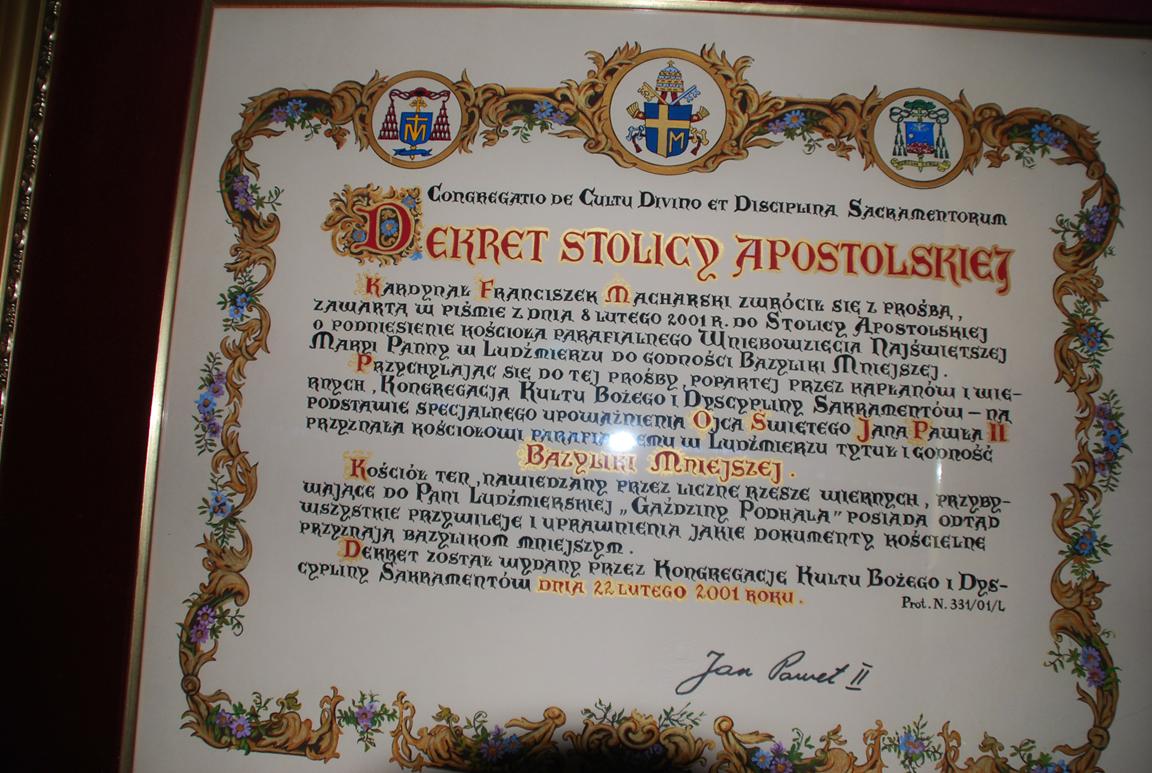 Congregatio de Cultu Divino et Disciplina Sacramentorum
Dekret Stolicy Apostolskiej
Kardynał Franciszek Macharski zwrócił się z prośbą,
zawartą w piśmie z dnia 8 lutego 2001 r. do Stolicy Apostolskiej
o podniesienie kościoła parafialnego Wniebowzięcia Najświętszej
Maryi Panny w Ludźmierzu do godności Bazyliki Mniejszej.
Przychylając się do tej prośby, popartej przez kapłanów i wie-
rnych, Kongregacja Kultu Bożego i Dyscypliny Sakramentów – na
podstawie specjalnego upoważnienia Ojca Świętego Jana Pawła II
przyznała kościołowi parafialnemu w Ludźmierzu tytuł i godność
Bazyliki Mniejszej.
Kościół ten, nawiedzany przez liczne rzesze wiernych, przyby-
wające do Pani Ludźmierskiej „Gaździny Podhala" posiada odtąd
wszystkie przywileje i uprawnienia jakie dokumenty kościelne
przyznają bazylikom mniejszym.
Dekret został wydany przez Kongregację Kultu Bożego i Dys-
cypliny Sakramentów dnia 22 lutego 2001 roku.
Prot. N. 331/01/L
Jan Paweł II